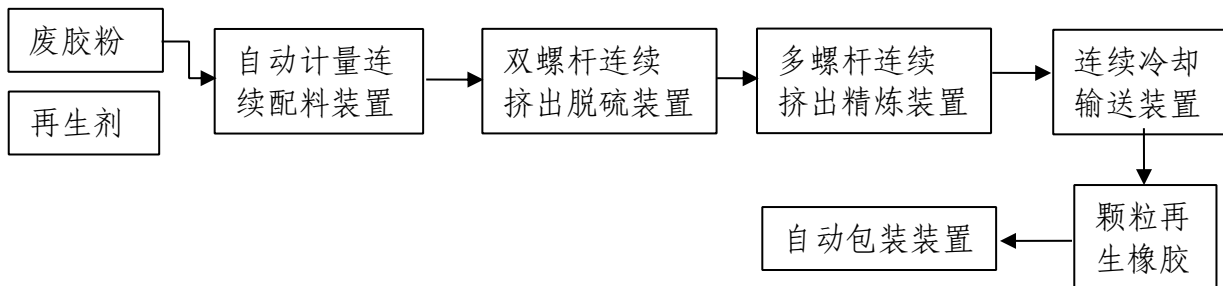 废胶粉
再生剂
自动计量连
续配料装置
双螺杆连续
挤出脱硫装置
多螺杆连续
挤出精炼装置
连续冷却
输送装置
颗粒再
生橡胶
自动包装装置